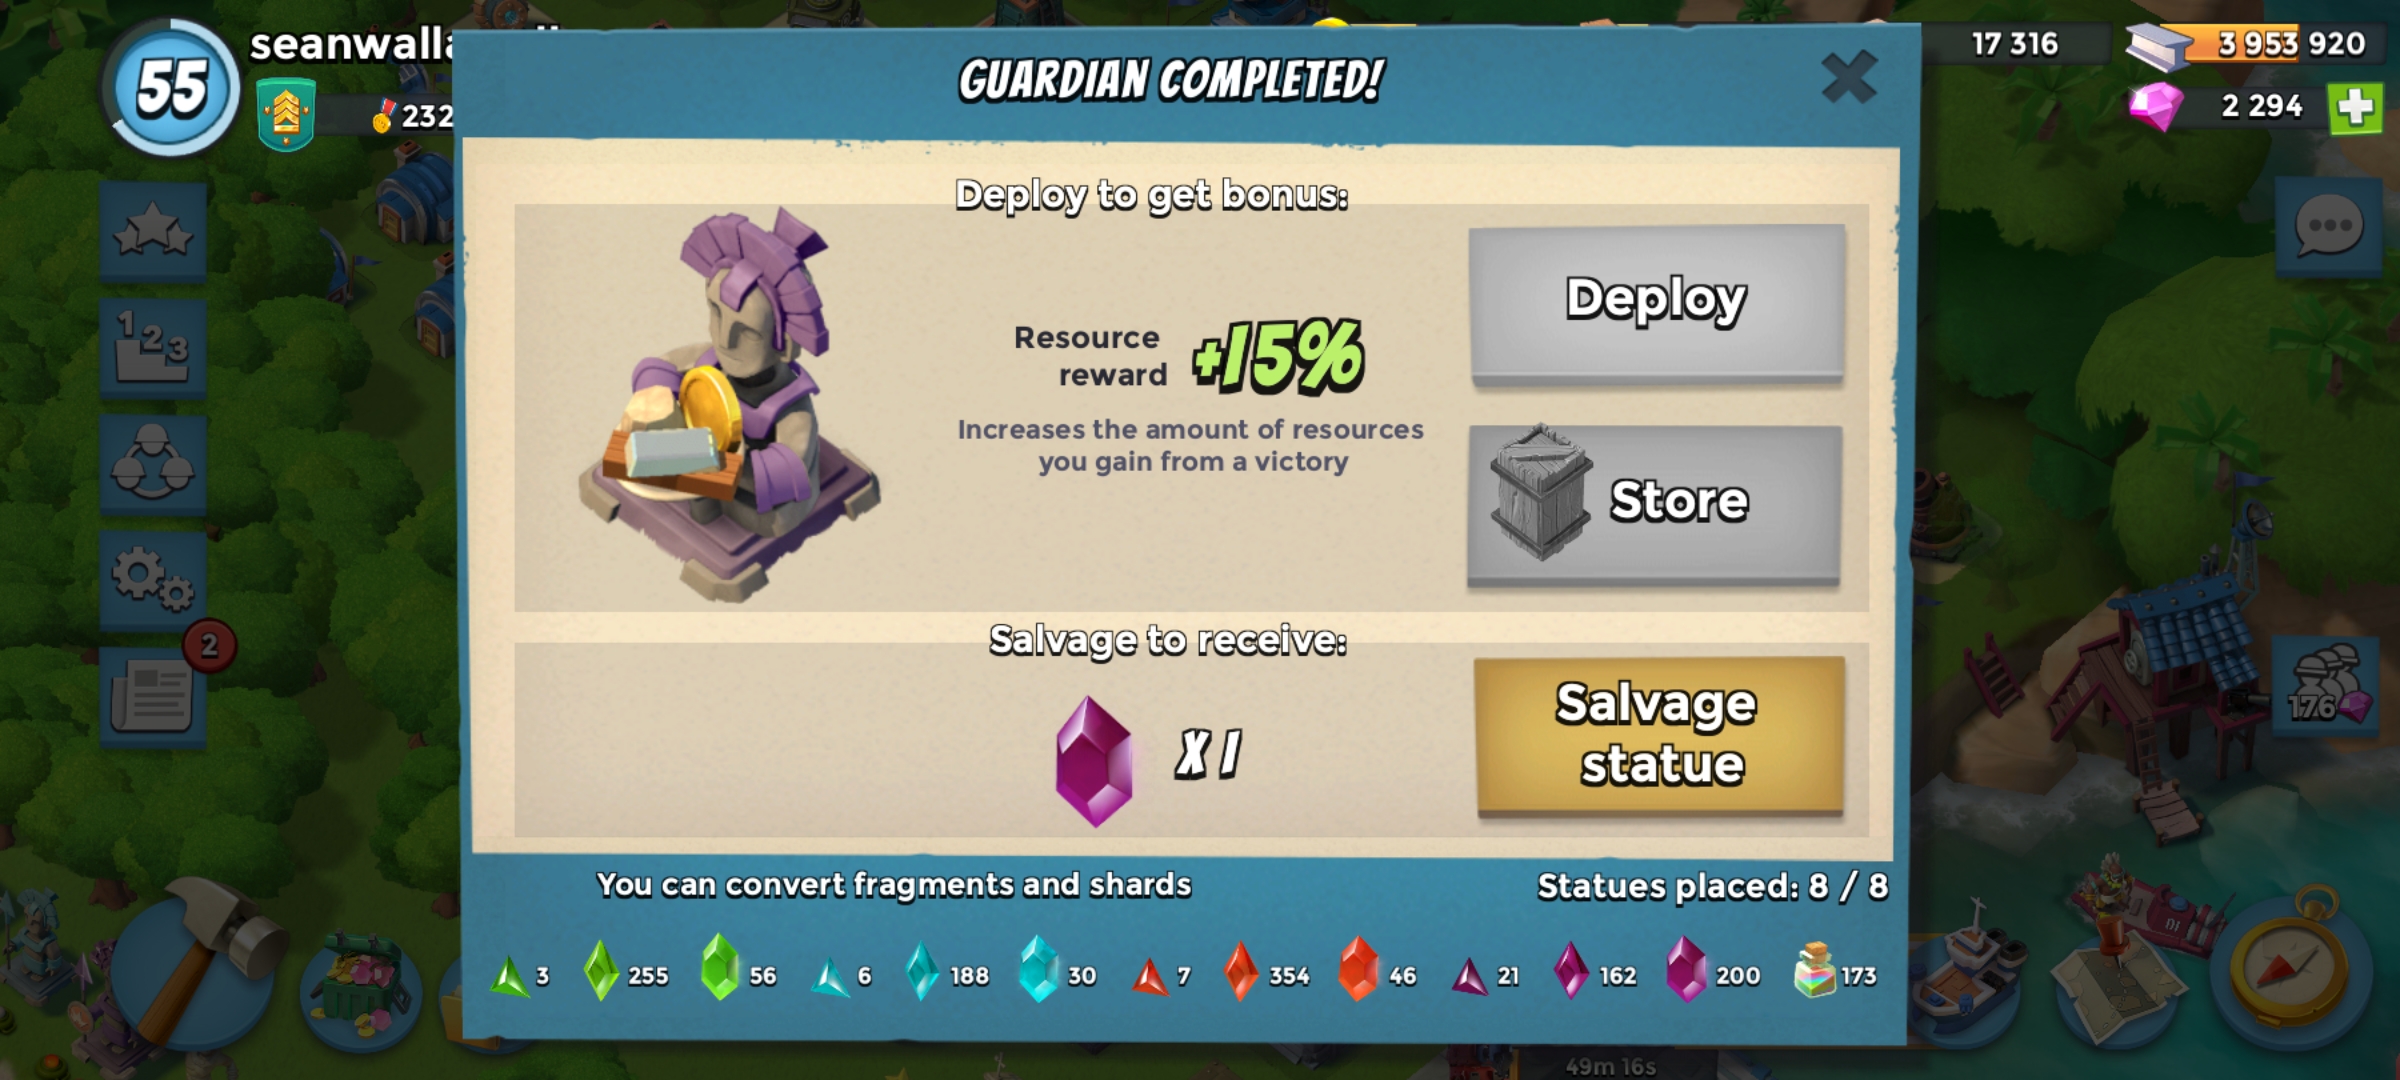 55
232
17 316
3 953 920
2 294
GUARDIAN COMPLETED!
Deploy to get bonus:
Resource
reward
+15%
Increases the amount of resources
you gain from a victory
Deploy
Store
Salvage to receive:
X 1
Salvage
statue
You can convert fragments and shards
Statues placed: 8 / 8
3 255 56 6 188 30 7 354 46 21 162 200 173
1 2 3
2
176
49m 16s